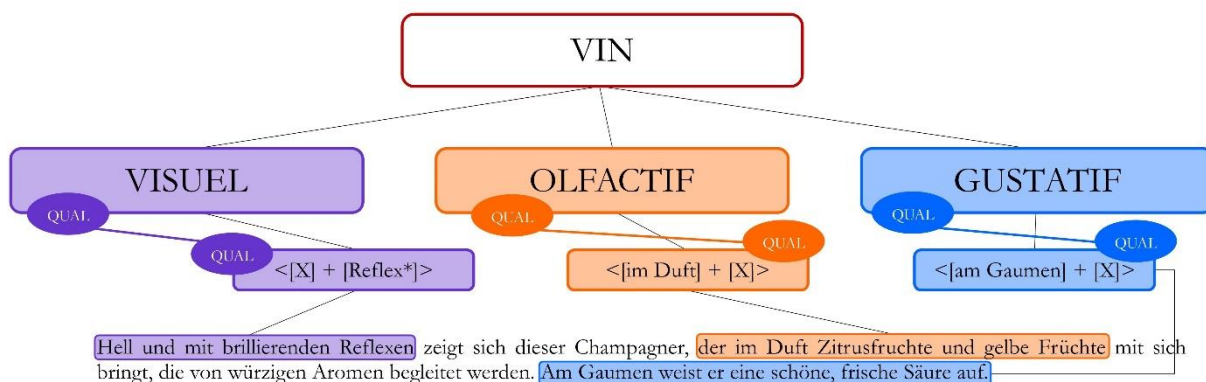 VIN
VISUEL
OLFACTIF
GUSTATIF
QUAL
QUAL
QUAL
QUAL
QUAL
QUAL
<[X] + [Reflex*]>
<[im Duft] + [X]>
<[am Gaumen] + [X]>
Hell und mit brillierenden Reflexen zeigt sich dieser Champagner, der im Duft Zitrusfruchte und gelbe Früchte mit sich
bringt, die von würzigen Aromen begleitet werden. Am Gaumen weist er eine schöne, frische Säure auf.